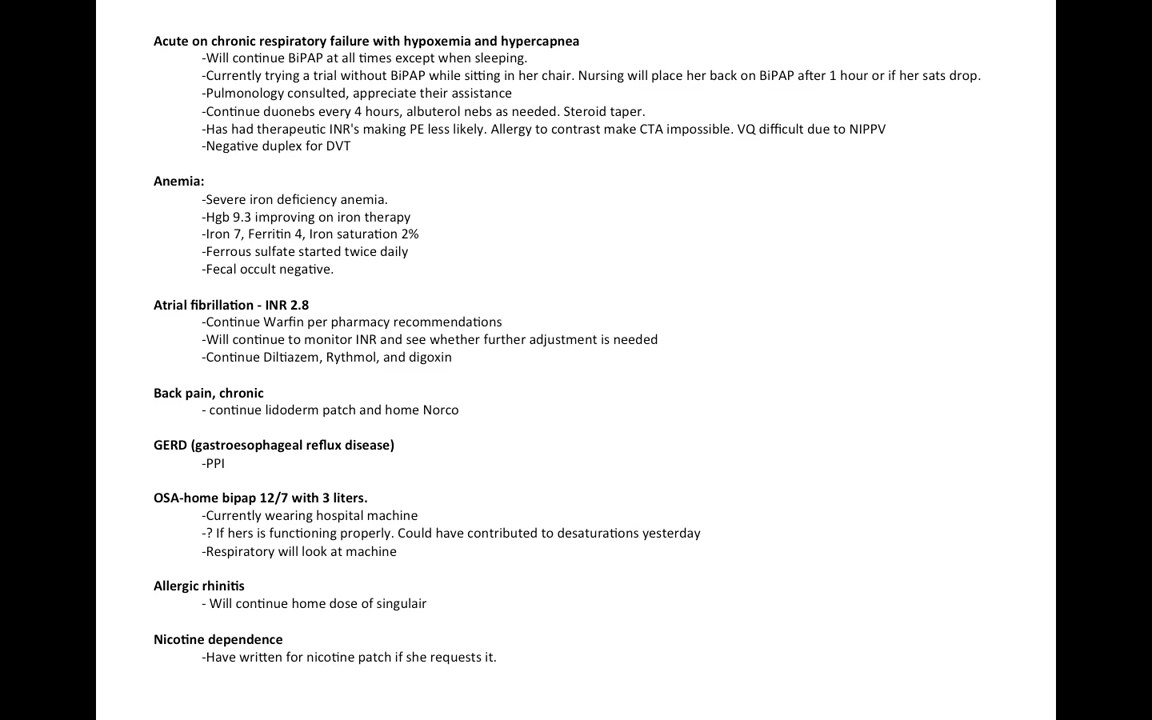 Acute on chronic respiratory failure with hypoxemia and hypercapnea
-Will continue BiPAP at all times except when sleeping.
-Currently trying a trial without BiPAP while sitting in her chair. Nursing will place her back on BiPAP after 1 hour or if her sats drop.
-Pulmonology consulted, appreciate their assistance
-Continue duonebs every 4 hours, albuterol nebs as needed. Steroid taper.
-Has had therapeutic INR's making PE less likely. Allergy to contrast make CTA impossible. VQ difficult due to NIPPV
-Negative duplex for DVT
Anemia:
-Severe iron deficiency anemia.
-Hgb 9.3 improving on iron therapy
-Iron 7, Ferritin 4, Iron saturation 2%
-Ferrous sulfate started twice daily
-Fecal occult negative.
Atrial fibrillation - INR 2.8
-Continue Warfin per pharmacy recommendations
-Will continue to monitor INR and see whether further adjustment is needed
-Continue Diltiazem, Rythmol, and digoxin
Back pain, chronic
- continue lidoderm patch and home Norco
GERD (gastroesophageal reflux disease)
-PPI
OSA-home bipap 12/7 with 3 liters.
-Currently wearing hospital machine
-? If hers is functioning properly. Could have contributed to desaturations yesterday
-Respiratory will look at machine
Allergic rhinitis
- Will continue home dose of singulair
Nicotine dependence
-Have written for nicotine patch if she requests it.